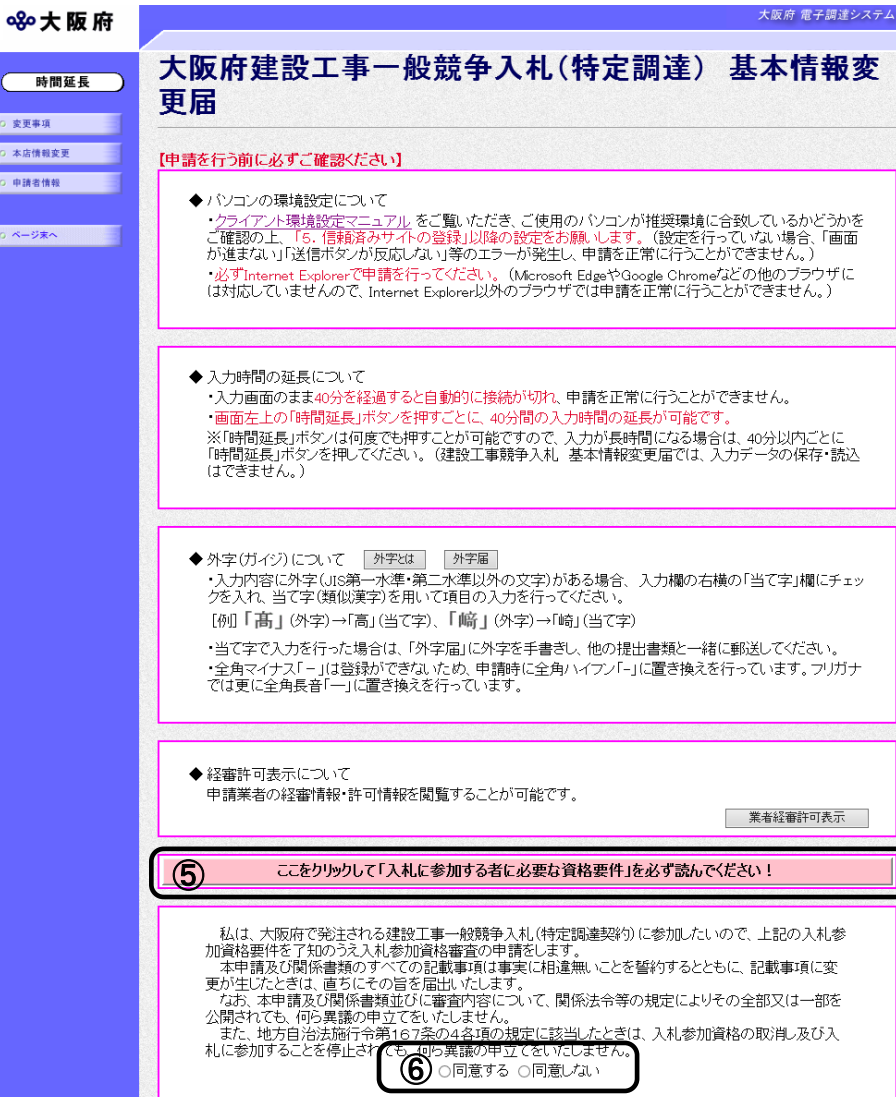 大阪府
大阪府 電子調達システム
時間延長
変更事項
本店情報変更
申請者情報
ページ末へ
大阪府建設工事一般競争入札(特定調達) 基本情報変
更届
【申請を行う前に必ずご確認ください】
◆ パソコンの環境設定について
・クライアント環境設定マニュアル をご覧いただき、ご使用のパソコンが推奨環境に合致しているかどうかを
ご確認の上、「5. 信頼済みサイトの登録」以降の設定をお願いします。(設定を行っていない場合、「画面
が進まない」「送信ボタンが反応しない」等のエラーが発生し、申請を正常に行うことができません。)
・必ずInternet Explorerで申請を行ってください。(Microsoft EdgeやGoogle Chromeなどの他のブラウザに
は対応していませんので、Internet Explorer以外のブラウザでは申請を正常に行うことができません。)
◆ 入力時間の延長について
・入力画面のまま40分を経過すると自動的に接続が切れ、申請を正常に行うことができません。
・画面左上の「時間延長」ボタンを押すごとに、40分間の入力時間の延長が可能です。
※「時間延長」ボタンは何度でも押すことが可能ですので、入力が長時間になる場合は、40分以内ごとに
「時間延長」ボタンを押してください。(建設工事競争入札 基本情報変更届では、入力データの保存・読込
はできません。)
◆ 外字(ガイジ)について 外字とは 外字届
・入力内容に外字(JIS第一水準・第二水準以外の文字)がある場合、入力欄の右横の「当て字」欄にチェッ
クを入れ、当て字(類似漢字)を用いて項目の入力を行ってください。
[例]「髙」(外字)→「高」(当て字)、「﨑」(外字)→「崎」(当て字)
・当て字で入力を行った場合は、「外字届」に外字を手書きし、他の提出書類と一緒に郵送してください。
・全角マイナス「－」は登録ができないため、申請時に全角ハイフン「‐」に置き換えを行っています。フリガナ
では更に全角長音「ー」に置き換えを行っています。
◆ 経審許可表示について
申請業者の経審情報・許可情報を閲覧することが可能です。
業者経審許可表示
⑤ ここをクリックして「入札に参加する者に必要な資格要件」を必ず読んでください！
私は、大阪府で発注される建設工事一般競争入札(特定調達契約)に参加したいので、上記の入札参
加資格要件を了知のうえ入札参加資格審査の申請をします。
本申請及び関係書類のすべての記載事項は事実に相違無いことを誓約するとともに、記載事項に変
更が生じたときは、直ちにその旨を届出いたします。
なお、本申請及び関係書類並びに審査内容について、関係法令等の規定によりその全部又は一部を
公開されても、何ら異議の申立てをいたしません。
また、地方自治法施行令第167条の4各項の規定に該当したときは、入札参加資格の取消し及び入
札に参加することを停止されても、何ら異議の申立てをいたしません。
⑥ ○同意する ○同意しない